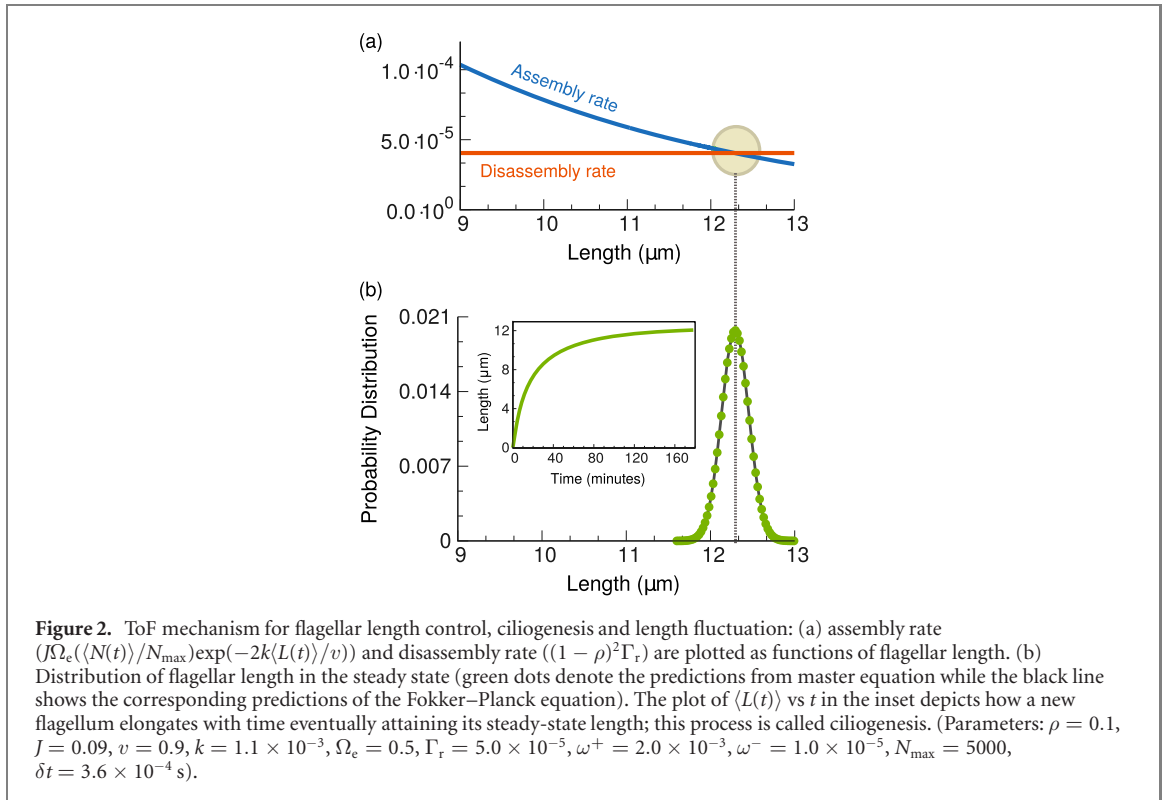 (a)
1.0·10⁻⁴
Assembly rate
5.0·10⁻⁵
Disassembly rate
0.0·10⁰
9 10 11 12 13
Length (µm)
(b)
Probability Distribution
0.021
0.014
0.007
0
12
8
4
0
Length (µm)
0 40 80 120 160
Time (minutes)
9 10 11 12 13
Length (µm)
Figure 2. ToF mechanism for flagellar length control, ciliogenesis and length fluctuation: (a) assembly rate
(JΩₑ(⟨N(t)⟩/Nₘₐₓ)exp(−2k⟨L(t)⟩/v)) and disassembly rate ((1 − ρ)²Γᵣ) are plotted as functions of flagellar length. (b)
Distribution of flagellar length in the steady state (green dots denote the predictions from master equation while the black line
shows the corresponding predictions of the Fokker–Planck equation). The plot of ⟨L(t)⟩ vs t in the inset depicts how a new
flagellum elongates with time eventually attaining its steady-state length; this process is called ciliogenesis. (Parameters: ρ = 0.1,
J = 0.09, v = 0.9, k = 1.1 × 10⁻³, Ωₑ = 0.5, Γᵣ = 5.0 × 10⁻⁵, ω⁺ = 2.0 × 10⁻³, ω⁻ = 1.0 × 10⁻⁵, Nₘₐₓ = 5000,
δt = 3.6 × 10⁻⁴ s).